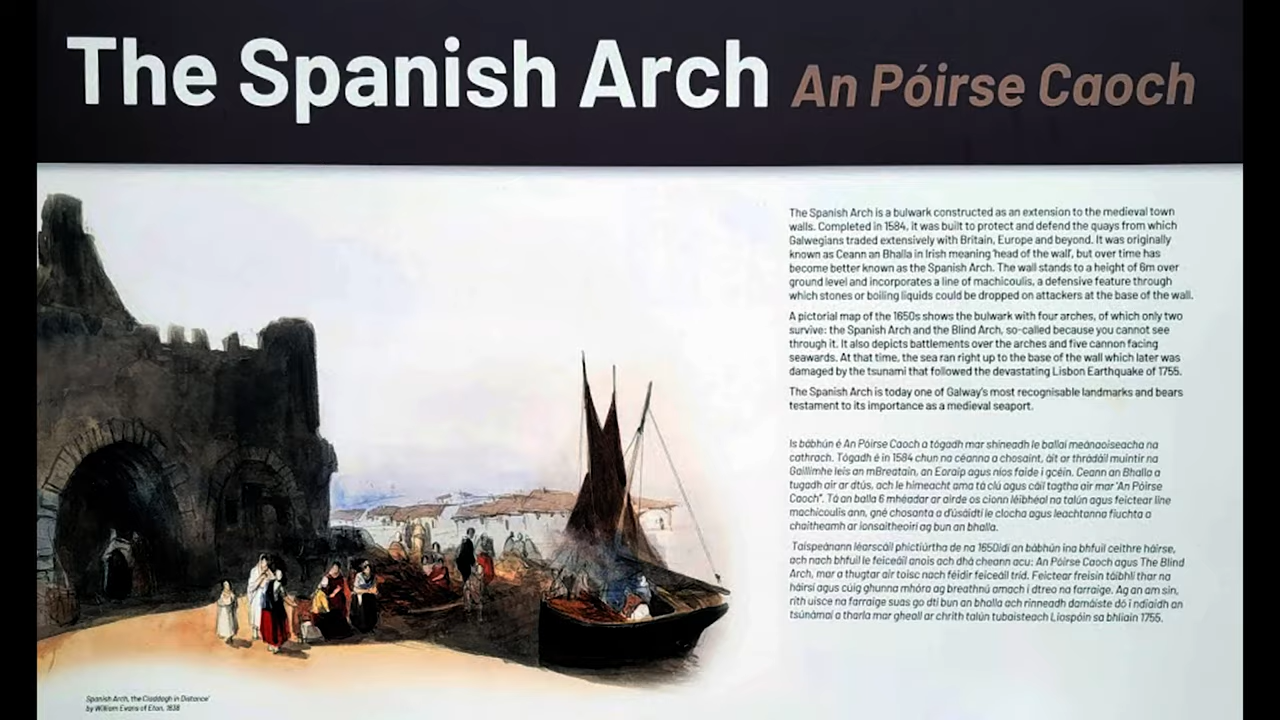 The Spanish Arch An Póirse Caoch
The Spanish Arch is a bulwark constructed as an extension to the medieval town
walls. Completed in 1584, it was built to protect and defend the quays from which
Galwegians traded extensively with Britain, Europe and beyond. It was originally
known as Ceann an Bhalla in Irish meaning 'head of the wall', but over time has
become better known as the Spanish Arch. The wall stands to a height of 6m over
ground level and incorporates a line of machicoulis, a defensive feature through
which stones or boiling liquids could be dropped on attackers at the base of the wall.
A pictorial map of the 1650s shows the bulwark with four arches, of which only two
survive: the Spanish Arch and the Blind Arch, so-called because you cannot see
through it. It also depicts battlements over the arches and five cannon facing
seawards. At that time, the sea ran right up to the base of the wall which later was
damaged by the tsunami that followed the devastating Lisbon Earthquake of 1755.
The Spanish Arch is today one of Galway's most recognisable landmarks and bears
testament to its importance as a medieval seaport.
Is bábhún é An Póirse Caoch a tógadh mar shíneadh le ballaí meánaoiseacha na
cathrach. Tógadh é in 1584 chun na céanna a chosaint, áit ar thrádáil muintir na
Gaillimhe leis an mBreatain, an Eoraip agus níos faide i gcéin. Ceann an Bhalla a
tugadh air ar dtús, ach le himeacht ama tá clú agus cáil tagtha air mar "An Póirse
Caoch". Tá an balla 6 mhéadar ar airde os cionn léibhéal na talún agus feictear líne
machicoulis ann, gné chosanta a d'úsáidtí le clocha agus leachtanna fiuchta a
chaitheamh ar ionsaitheoirí ag bun an bhalla.
Taispeánann léarscáil phictiúrtha de na 1650idí an bábhún ina bhfuil ceithre háirse,
ach nach bhfuil le feiceáil anois ach dhá cheann acu: An Póirse Caoch agus The Blind
Arch, mar a thugtar air toisc nach féidir feiceáil tríd. Feictear freisin táibhlí thar na
háirsí agus cúig ghunna mhóra ag breathnú amach i dtreo na farraige. Ag an am sin,
rith uisce na farraige suas go dtí bun an bhalla ach rinneadh damáiste dó i ndiaidh an
tsúnámaí a tharla mar gheall ar chrith talún tubaisteach Liospóin sa bhliain 1755.
Spanish Arch, the Claddagh in Distance'
by William Evans of Eton, 1838